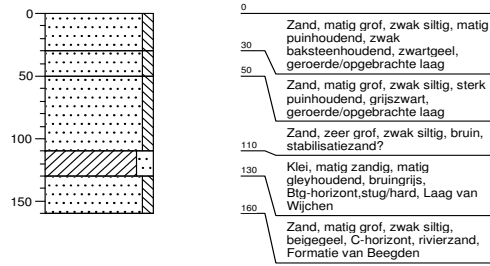 0
50
100
150
0
Zand, matig grof, zwak siltig, matig
puinhoudend, zwak
baksteenhoudend, zwartgeel,
geroerde/opgebrachte laag
30
Zand, matig grof, zwak siltig, sterk
puinhoudend, grijszwart,
geroerde/opgebrachte laag
50
Zand, zeer grof, zwak siltig, bruin,
stabilisatiezand?
110
Klei, matig zandig, matig
gleyhoudend, bruingrijs,
Btg-horizont,stug/hard, Laag van
Wijchen
130
Zand, matig grof, zwak siltig,
beigegeel, C-horizont, rivierzand,
Formatie van Beegden
160